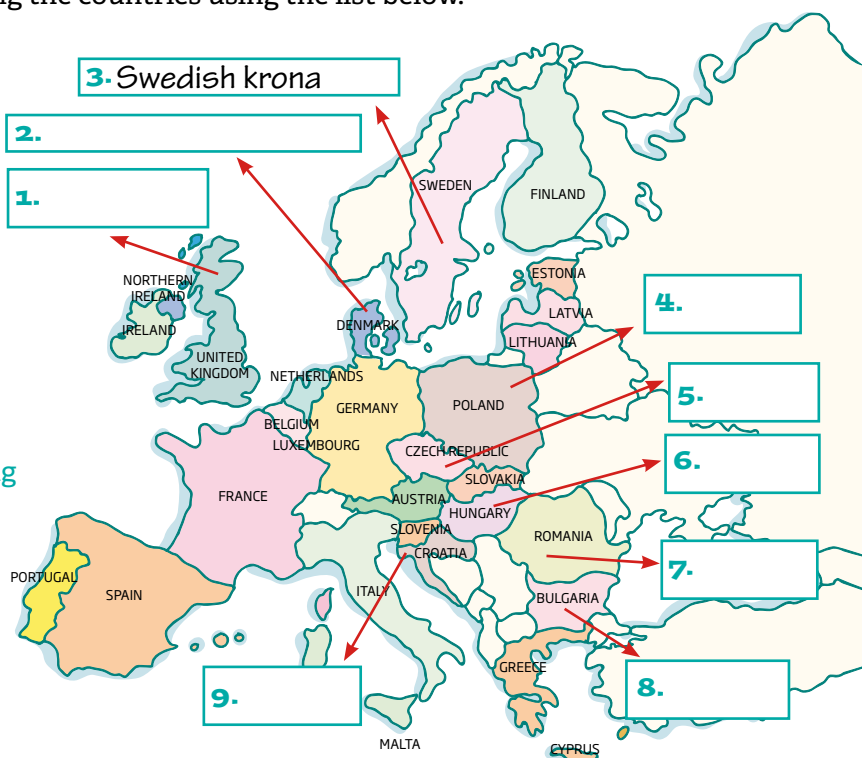 ng the countries using the list below.
3. Swedish krona
2.
1.
SWEDEN
FINLAND
NORTHERN
IRELAND
IRELAND
ESTONIA
LATVIA
LITHUANIA
4.
DENMARK
UNITED
KINGDOM
NETHERLANDS
GERMANY
POLAND
5.
BELGIUM
LUXEMBOURG
CZECH REPUBLIC
6.
g
SLOVAKIA
FRANCE
AUSTRIA
HUNGARY
SLOVENIA
CROATIA
ROMANIA
7.
PORTUGAL
SPAIN
ITALY
BULGARIA
GREECE
8.
9.
MALTA
CYPRUS